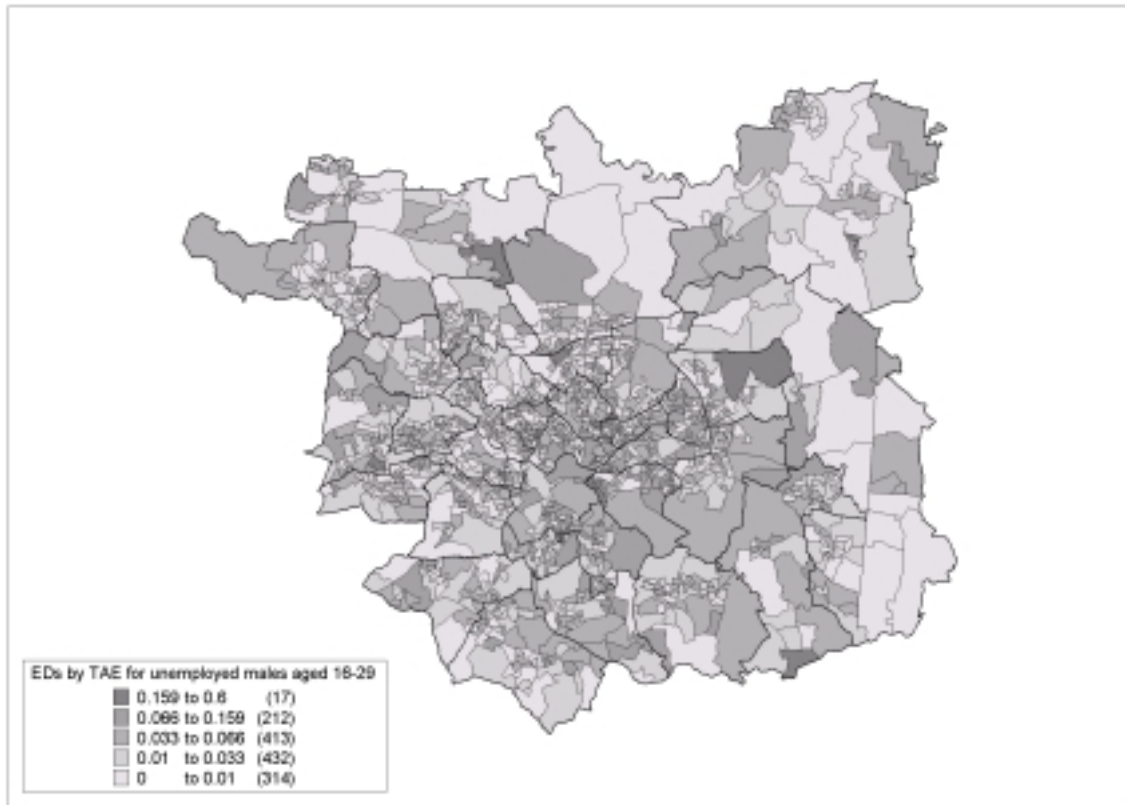 EDs by TAE for unemployed males aged 16-29
0.159 to 0.6 (17)
0.066 to 0.159 (212)
0.033 to 0.066 (413)
0.01 to 0.033 (432)
0 to 0.01 (314)